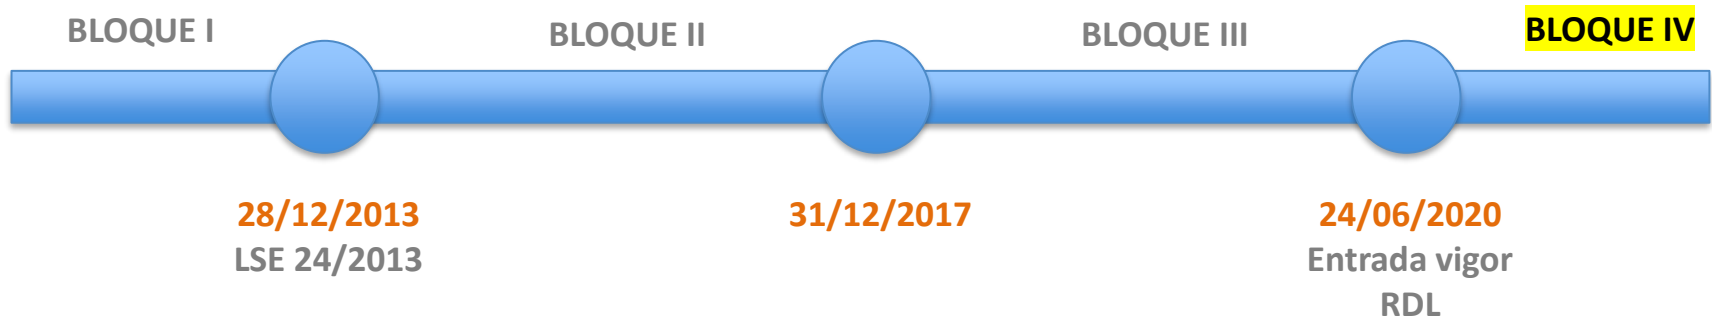 BLOQUE I
BLOQUE II
BLOQUE III
BLOQUE IV
28/12/2013
LSE 24/2013
31/12/2017
24/06/2020
Entrada vigor
RDL